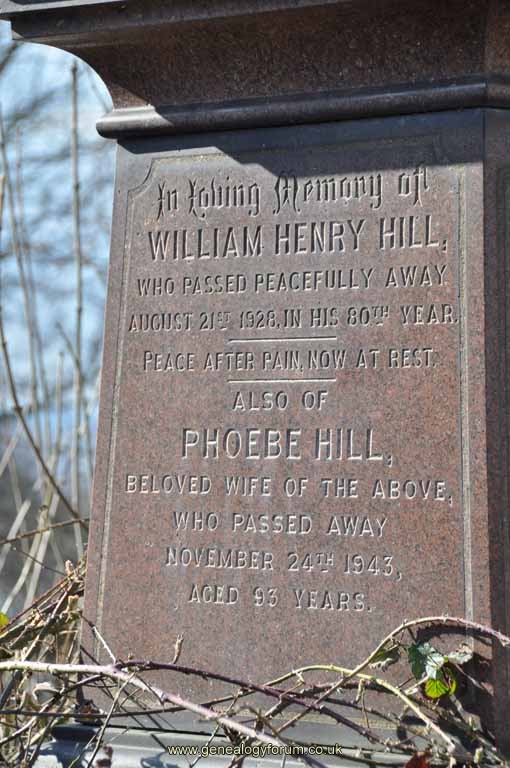 In Loving Memory of
WILLIAM HENRY HILL,
WHO PASSED PEACEFULLY AWAY
AUGUST 21ST 1928, IN HIS 80TH YEAR.
PEACE AFTER PAIN, NOW AT REST.
ALSO OF
PHOEBE HILL,
BELOVED WIFE OF THE ABOVE,
WHO PASSED AWAY
NOVEMBER 24TH 1943,
AGED 93 YEARS.
www.genealogyforum.co.uk